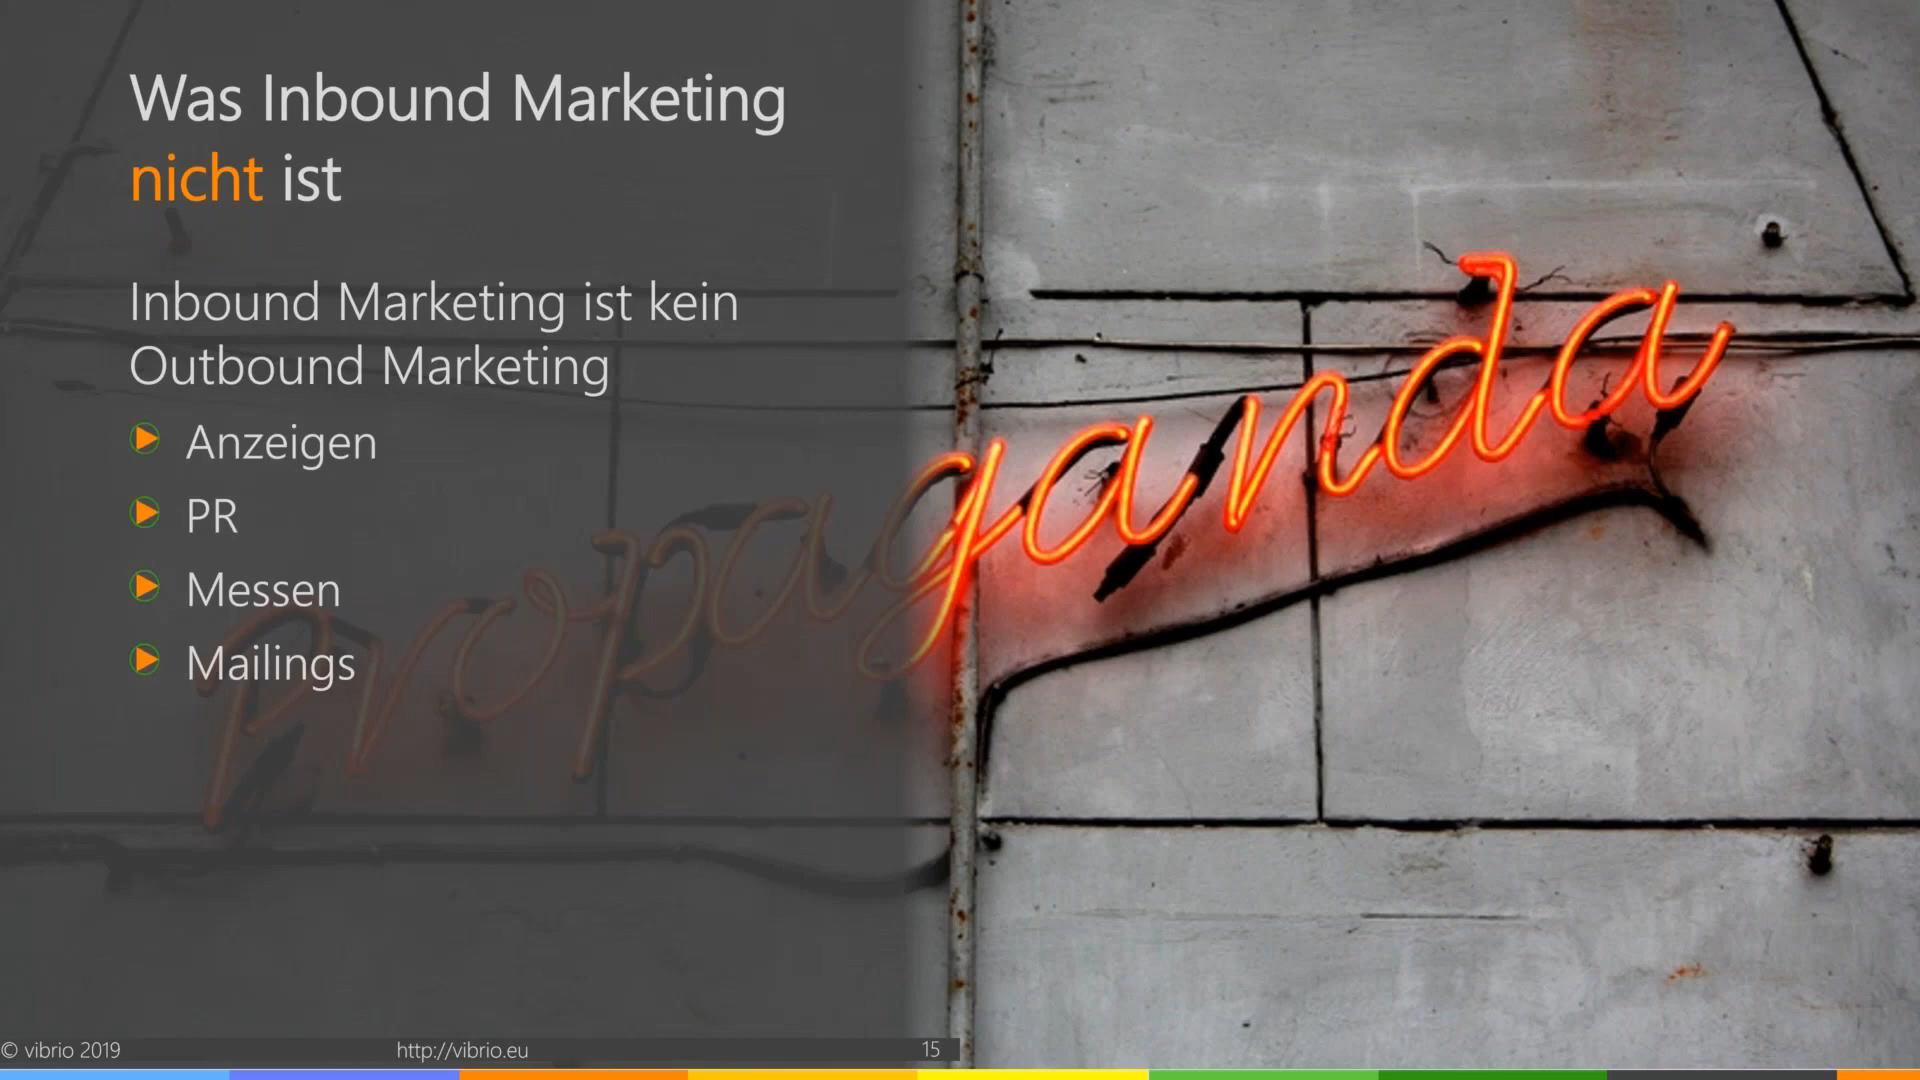 Was Inbound Marketing
nicht ist
Inbound Marketing ist kein
Outbound Marketing
Anzeigen
PR
Messen
Mailings
Propaganda
© vibrio 2019
http://vibrio.eu
15